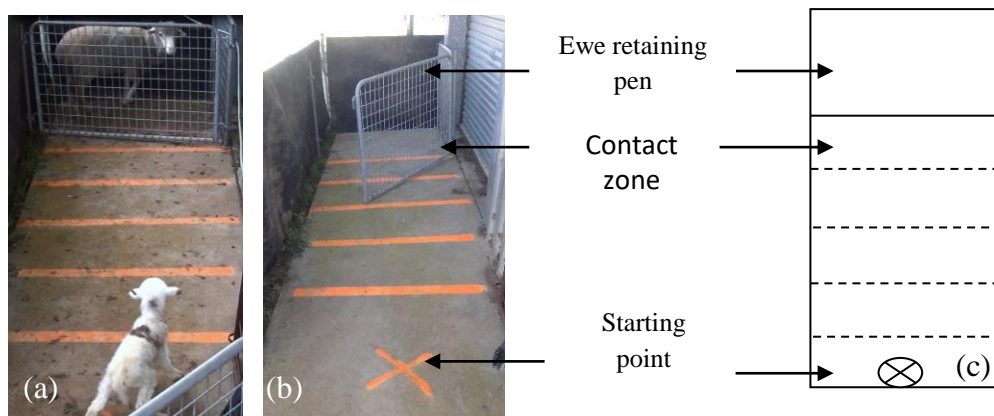 (a)
(b)
Ewe retaining
pen
Contact
zone
Starting
point
(c)